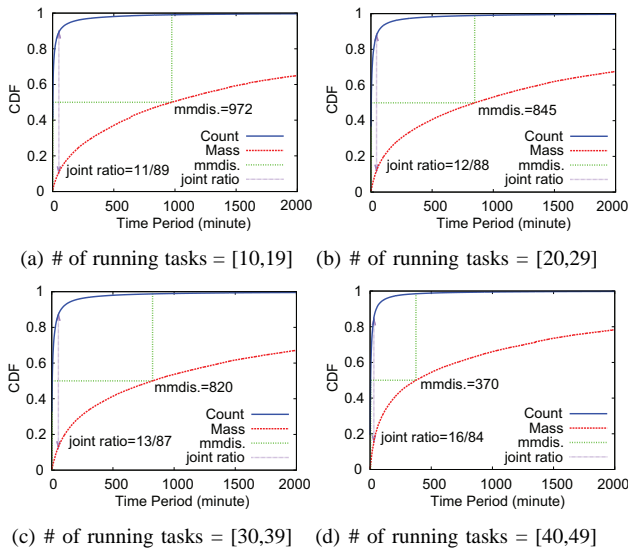 1
0.8
0.6
0.4
0.2
0
CDF
mmdis.=972
Count
Mass
mmdis.
joint ratio
joint ratio=11/89
0 500 1000 1500 2000
Time Period (minute)
(a) # of running tasks = [10,19]
1
0.8
0.6
0.4
0.2
0
CDF
mmdis.=845
Count
Mass
mmdis.
joint ratio
joint ratio=12/88
0 500 1000 1500 2000
Time Period (minute)
(b) # of running tasks = [20,29]
1
0.8
0.6
0.4
0.2
0
CDF
mmdis.=820
Count
Mass
mmdis.
joint ratio
joint ratio=13/87
0 500 1000 1500 2000
Time Period (minute)
(c) # of running tasks = [30,39]
1
0.8
0.6
0.4
0.2
0
CDF
mmdis.=370
Count
Mass
mmdis.
joint ratio
joint ratio=16/84
0 500 1000 1500 2000
Time Period (minute)
(d) # of running tasks = [40,49]